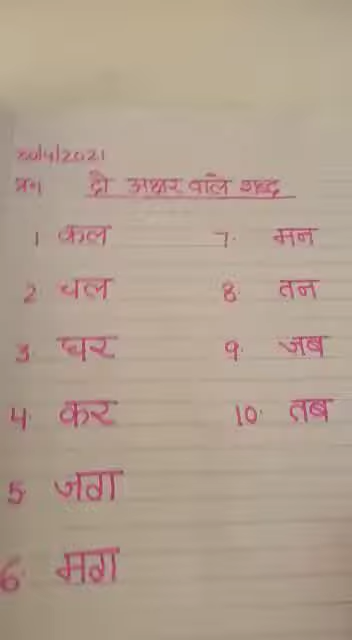 20/4/2021
प्रन। दो अक्षर वाले शब्द
1 कल 7. मन
2 चल 8. तन
3. घर 9. जब
4. कर 10. तब
5. जग
6. मग